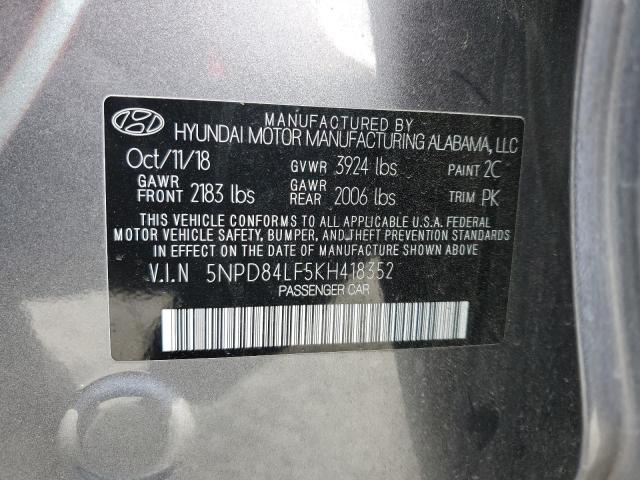 MANUFACTURED BY
HYUNDAI MOTOR MANUFACTURING ALABAMA, LLC
Oct/11/18 GVWR 3924 lbs PAINT 2C
GAWR FRONT 2183 lbs GAWR REAR 2006 lbs TRIM PK
THIS VEHICLE CONFORMS TO ALL APPLICABLE U.S.A. FEDERAL
MOTOR VEHICLE SAFETY, BUMPER, AND THEFT PREVENTION STANDARDS
IN EFFECT ON THE DATE OF MANUFACTURE SHOWN ABOVE.
V.I.N 5NPD84LF5KH418352
PASSENGER CAR